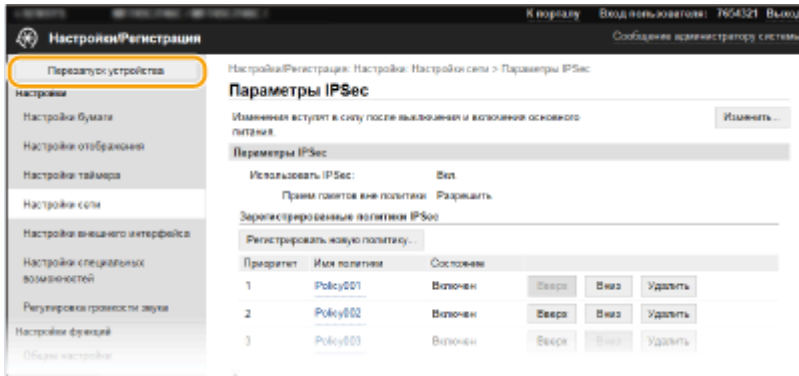 К порталу Вход пользователя: 7654321 Выход
Настройки/Регистрация
Сообщение администратору системы
Перезапуск устройства
Настройки
Настройки бумаги
Настройки отображения
Настройки таймера
Настройки сети
Настройки внешнего интерфейса
Настройки специальных
возможностей
Регулировка громкости звука
Настройки функций
Общие настройки
Настройки/Регистрация: Настройки: Настройки сети > Параметры IPSec
Параметры IPSec
Изменения вступят в силу после выключения и включения основного
питания.
Изменить...
Параметры IPSec
Использовать IPSec: Вкл.
Прием пакетов вне политики Разрешить
Зарегистрированные политики IPSec
Регистрировать новую политику...
Приоритет Имя политики Состояние
1 Policy001 Включен Вверх Вниз Удалить
2 Policy002 Включен Вверх Вниз Удалить
3 Policy003 Включен Вверх Вниз Удалить